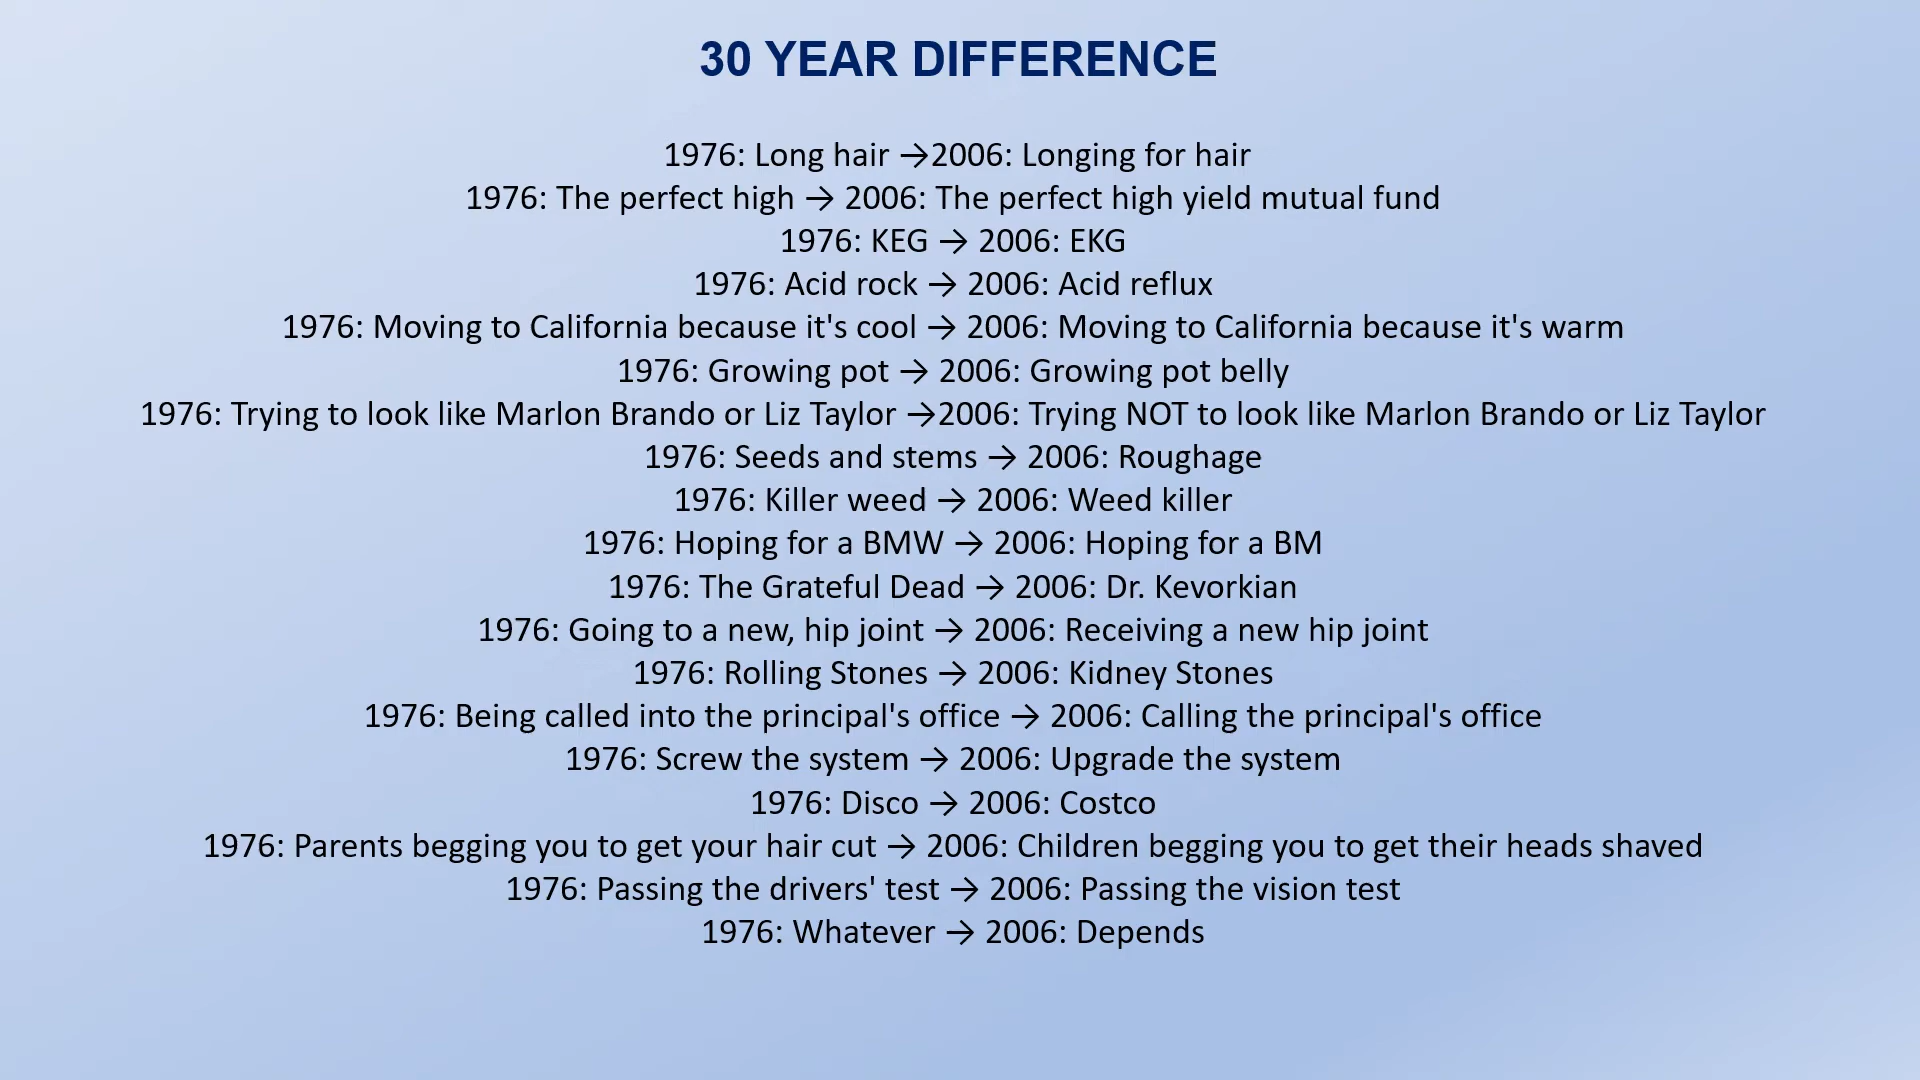 30 YEAR DIFFERENCE
1976: Long hair →2006: Longing for hair
1976: The perfect high → 2006: The perfect high yield mutual fund
1976: KEG → 2006: EKG
1976: Acid rock → 2006: Acid reflux
1976: Moving to California because it's cool → 2006: Moving to California because it's warm
1976: Growing pot → 2006: Growing pot belly
1976: Trying to look like Marlon Brando or Liz Taylor →2006: Trying NOT to look like Marlon Brando or Liz Taylor
1976: Seeds and stems → 2006: Roughage
1976: Killer weed → 2006: Weed killer
1976: Hoping for a BMW → 2006: Hoping for a BM
1976: The Grateful Dead → 2006: Dr. Kevorkian
1976: Going to a new, hip joint → 2006: Receiving a new hip joint
1976: Rolling Stones → 2006: Kidney Stones
1976: Being called into the principal's office → 2006: Calling the principal's office
1976: Screw the system → 2006: Upgrade the system
1976: Disco → 2006: Costco
1976: Parents begging you to get your hair cut → 2006: Children begging you to get their heads shaved
1976: Passing the drivers' test → 2006: Passing the vision test
1976: Whatever → 2006: Depends